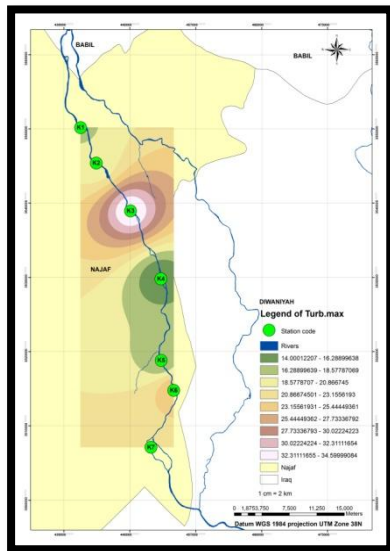 BABIL
BABIL
K1
K2
K3
NAJAF
K4
DIWANIYAH
Legend of Turb.max
Station code
Rivers
14.00012207 - 16.28899638
16.28899639 - 18.57787069
18.5778707 - 20.866745
20.86674501 - 23.1556193
23.15561931 - 25.44449361
25.44449362 - 27.73336792
27.73336793 - 30.02224223
30.02224224 - 32.31111654
32.31111655 - 34.59999084
Najaf
Iraq
K5
K6
K7
1 cm = 2 km
0 1,8753,750 7,500 11,250 15,000
Meters
Datum WGS 1984 projection UTM Zone 38N